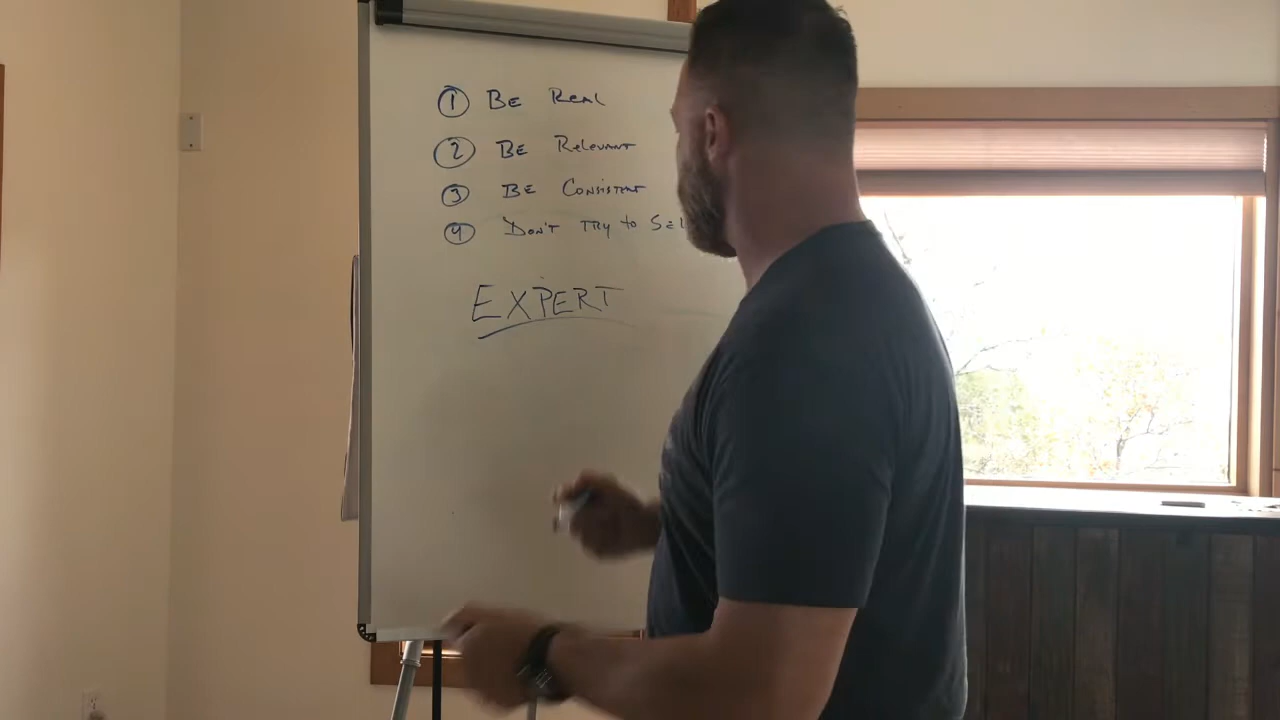 1 Be Real
2 Be Relevant
3 Be Consistent
4 Don't Try to Sel
EXPERT